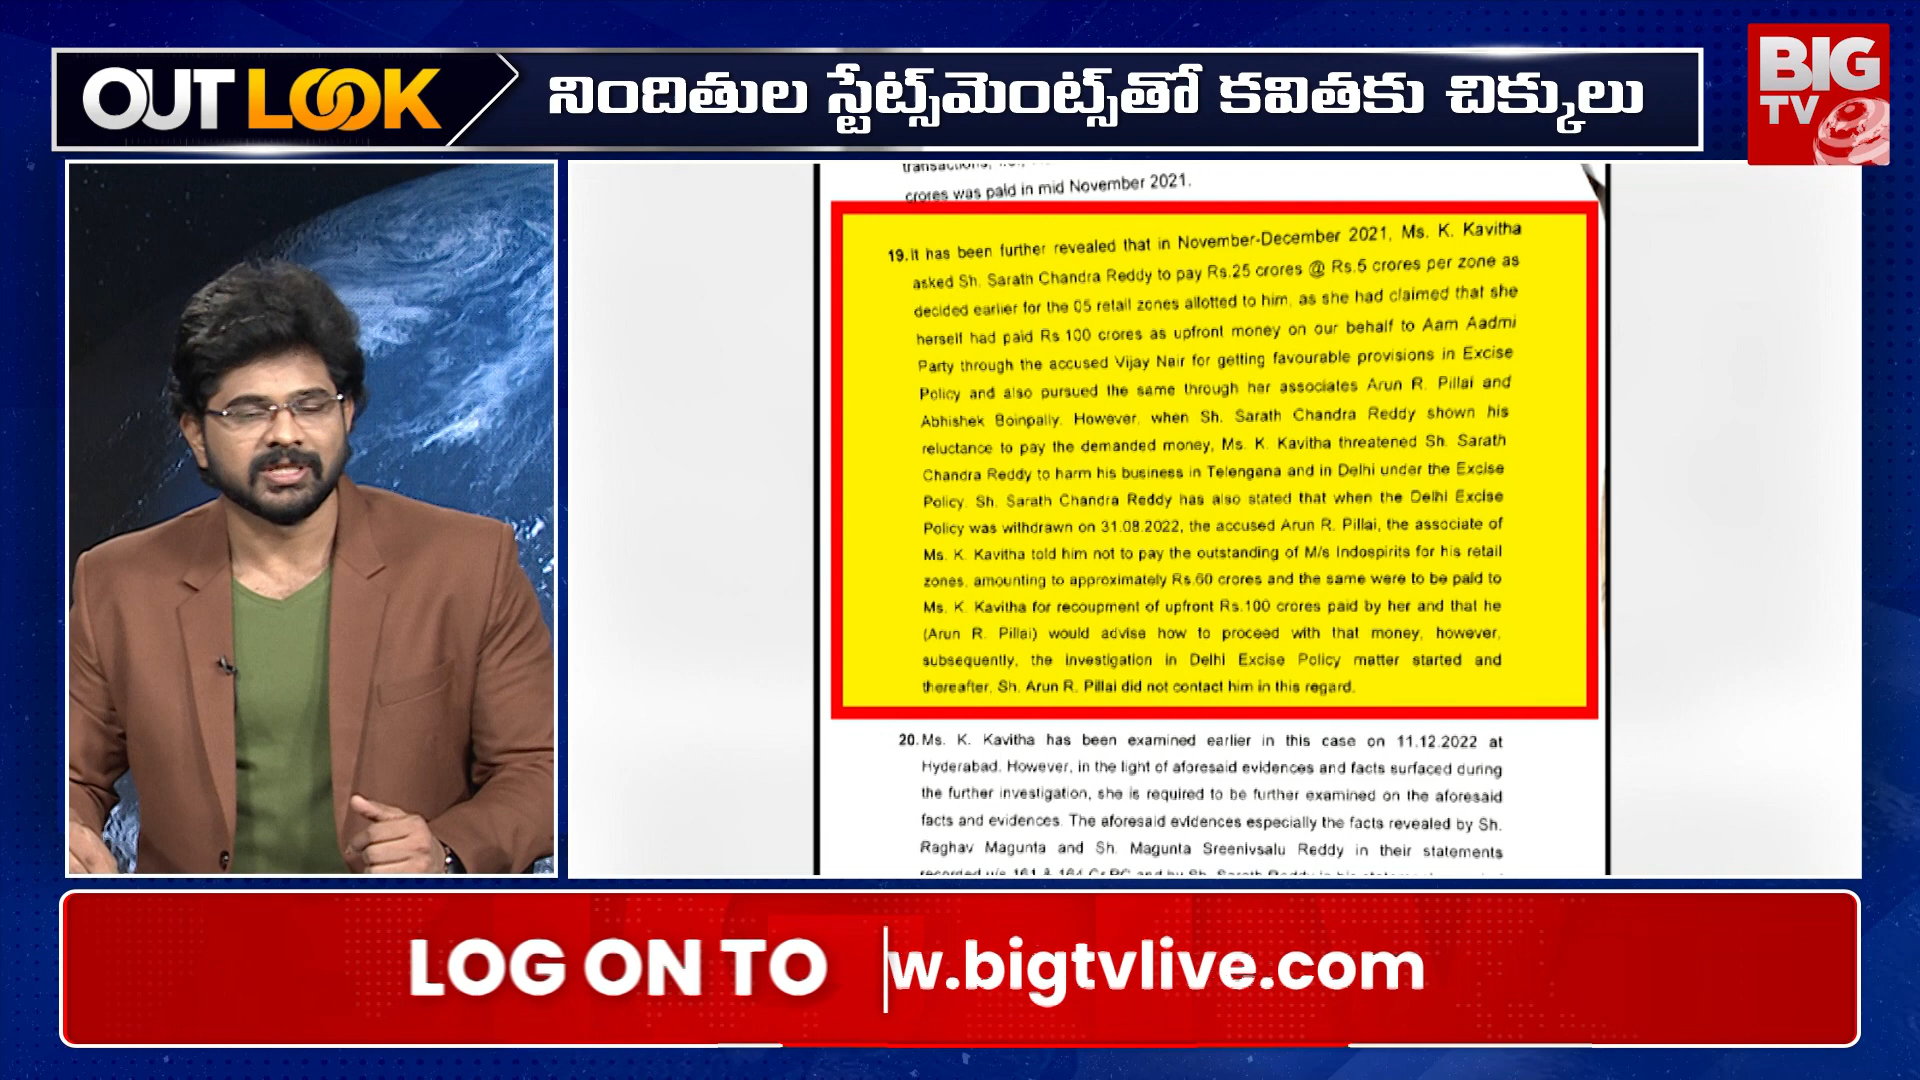 OUT LOOK
నిందితుల స్టేట్స్‌మెంట్స్‌తో కవితకు చిక్కులు
BIG
TV
crores was paid in mid November 2021.
19. It has been further revealed that in November-December 2021, Ms. K. Kavitha
asked Sh. Sarath Chandra Reddy to pay Rs.25 crores @ Rs.5 crores per zone as
decided earlier for the 05 retail zones allotted to him, as she had claimed that she
herself had paid Rs 100 crores as upfront money on our behalf to Aam Aadmi
Party through the accused Vijay Nair for getting favourable provisions in Excise
Policy and also pursued the same through her associates Arun R. Pillai and
Abhishek Boinpally. However, when Sh. Sarath Chandra Reddy shown his
reluctance to pay the demanded money, Ms. K. Kavitha threatened Sh. Sarath
Chandra Reddy to harm his business in Telengana and in Delhi under the Excise
Policy. Sh. Sarath Chandra Reddy has also stated that when the Delhi Excise
Policy was withdrawn on 31.08.2022, the accused Arun R. Pillai, the associate of
Ms. K. Kavitha told him not to pay the outstanding of M/s Indospirits for his retail
zones, amounting to approximately Rs.60 crores and the same were to be paid to
Ms. K. Kavitha for recoupment of upfront Rs.100 crores paid by her and that he
(Arun R. Pillai) would advise how to proceed with that money, however,
subsequently, the investigation in Delhi Excise Policy matter started and
thereafter, Sh. Arun R. Pillai did not contact him in this regard.
20. Ms. K. Kavitha has been examined earlier in this case on 11.12.2022 at
Hyderabad. However, in the light of aforesaid evidences and facts surfaced during
the further investigation, she is required to be further examined on the aforesaid
facts and evidences. The aforesaid evidences especially the facts revealed by Sh.
Raghav Magunta and Sh. Magunta Sreenivsalu Reddy in their statements
LOG ON TO w.bigtvlive.com